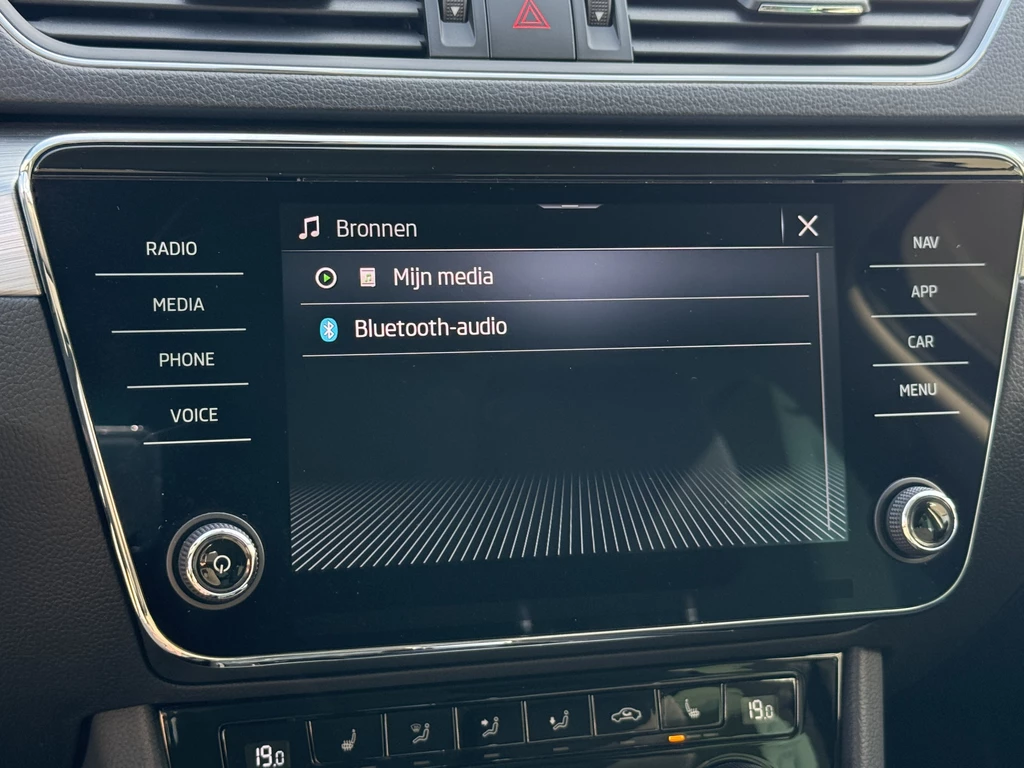 Bronnen
Mijn media
Bluetooth-audio
RADIO
MEDIA
PHONE
VOICE
NAV
APP
CAR
MENU
19.0
19.0